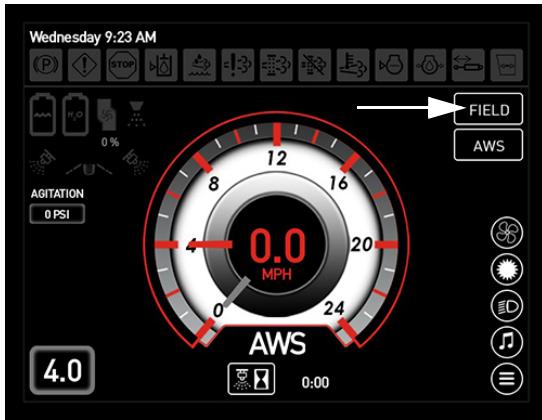 Wednesday 9:23 AM
(P)
!
STOP
H₂O
0 %
FIELD
AWS
AGITATION
0 PSI
0
4
8
12
16
20
24
0.0
MPH
AWS
4.0
0:00